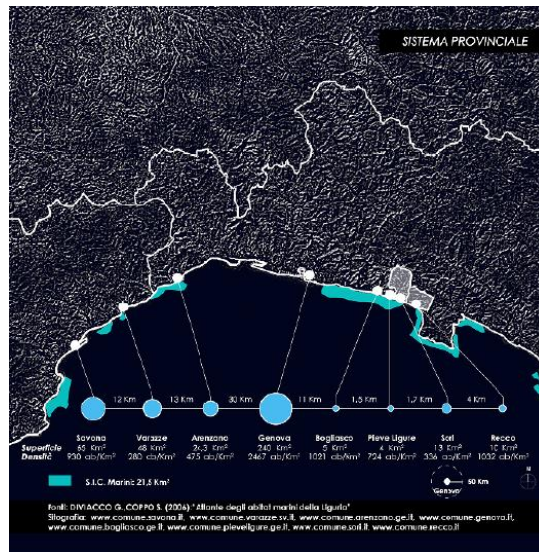 SISTEMA PROVINCIALE
12 Km 13 Km 30 Km 11 Km 1,5 Km 1,7 Km 4 Km
Savona Varazze Arenzano Genova Bogliasco Pieve Ligure Sori Recco
Superficie 65 Km² 48 Km² 24,3 Km² 240 Km² 5 Km² 4 Km² 13 Km² 10 Km²
Densità 930 ab/Km² 280 ab/Km² 475 ab/Km² 2467 ab/Km² 1021 ab/Km² 724 ab/Km² 336 ab/Km² 1032 ab/Km²
S.I.C. Marini: 21,5 Km²
50 Km
Genova
N
Fonti: DIVIACCO G.,COPPO S. (2006):"Atlante degli abitat marini della Liguria"
Sitografia: www.comune.savona.it, www.comune.varazze.sv.it, www.comune.arenzano.ge.it, www.comune.genova.it,
www.comune.bogliasco.ge.it, www.comune.pieveligure.ge.it, www.comune.sori.it, www.comune.recco.it